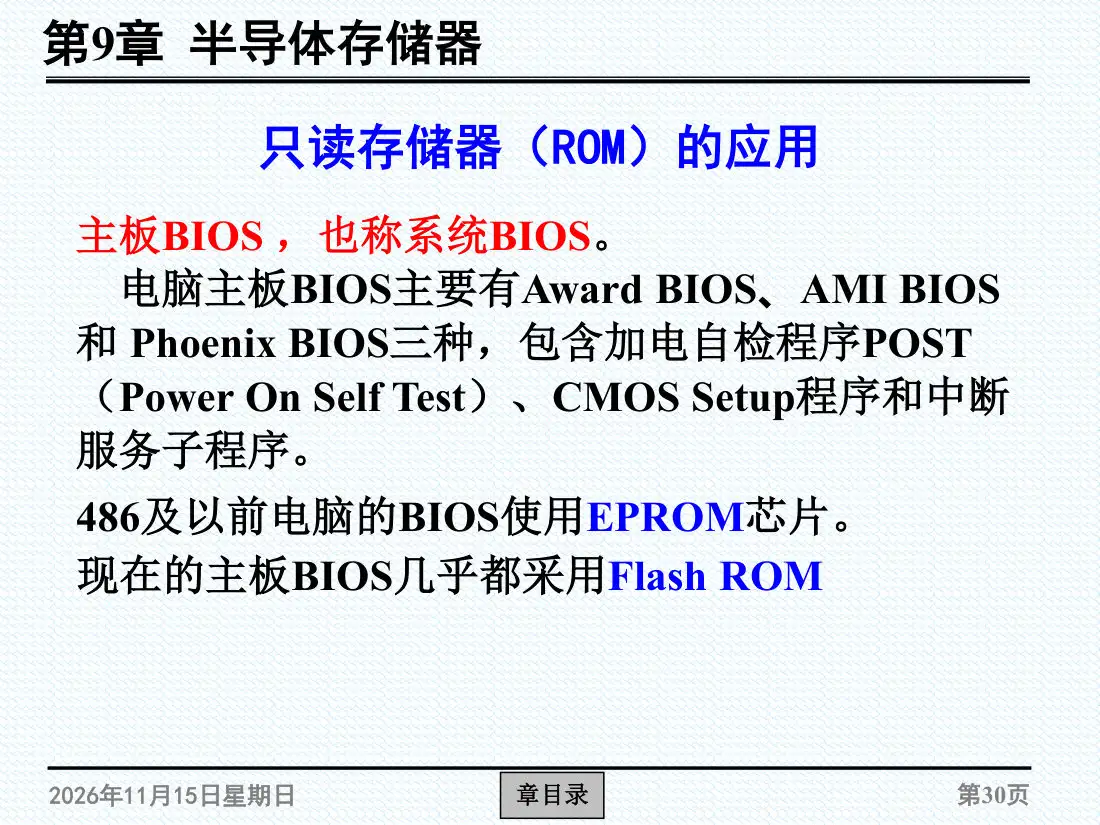 第9章 半导体存储器
只读存储器（ROM）的应用
主板BIOS ，也称系统BIOS。
电脑主板BIOS主要有Award BIOS、AMI BIOS
和 Phoenix BIOS三种，包含加电自检程序POST
（Power On Self Test）、CMOS Setup程序和中断
服务子程序。
486及以前电脑的BIOS使用EPROM芯片。
现在的主板BIOS几乎都采用Flash ROM
2026年11月15日星期日
章目录
第30页